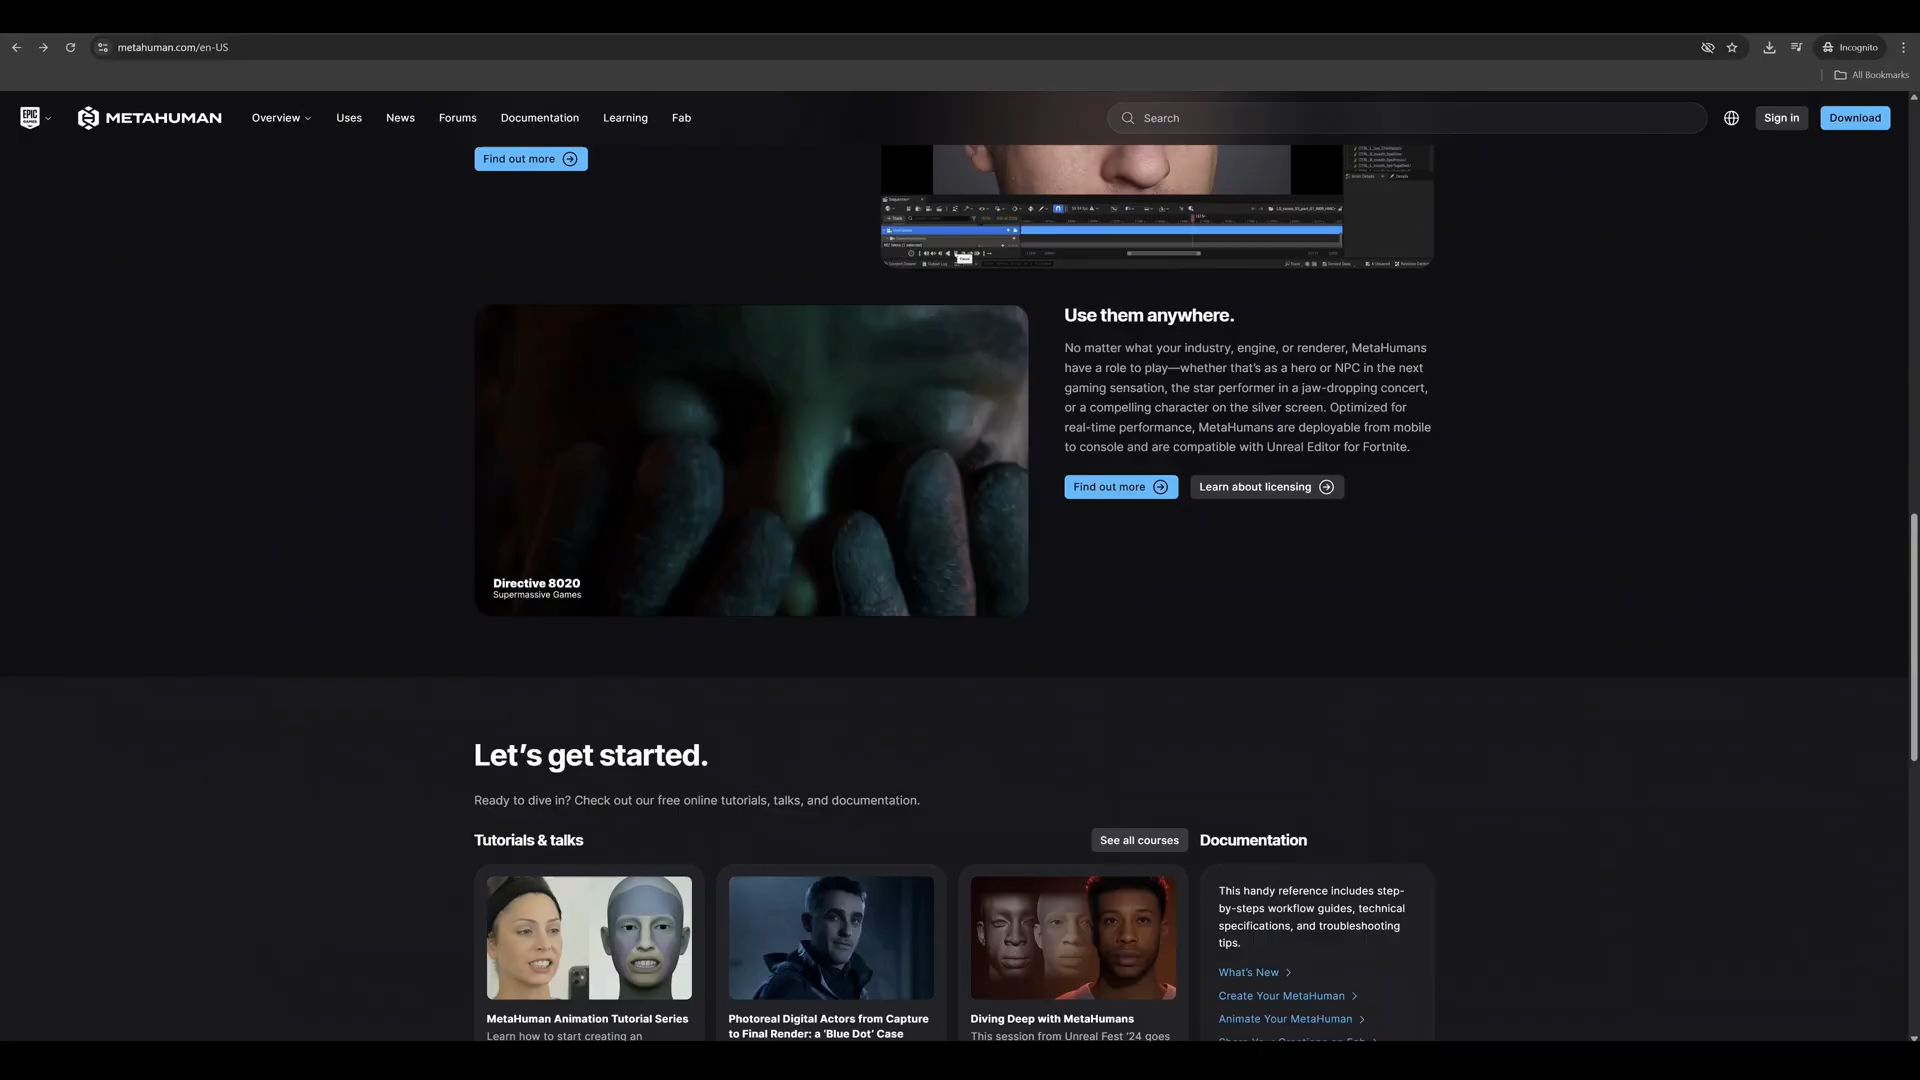 metahuman.com/en-US
Incognito
All Bookmarks
EPIC GAMES
METAHUMAN
Overview
Uses
News
Forums
Documentation
Learning
Fab
Search
Sign in
Download
Find out more
Use them anywhere.
No matter what your industry, engine, or renderer, MetaHumans
have a role to play—whether that's as a hero or NPC in the next
gaming sensation, the star performer in a jaw-dropping concert,
or a compelling character on the silver screen. Optimized for
real-time performance, MetaHumans are deployable from mobile
to console and are compatible with Unreal Editor for Fortnite.
Find out more
Learn about licensing
Directive 8020
Supermassive Games
Let's get started.
Ready to dive in? Check out our free online tutorials, talks, and documentation.
Tutorials & talks
See all courses
MetaHuman Animation Tutorial Series
Learn how to start creating an
Photoreal Digital Actors from Capture
to Final Render: a 'Blue Dot' Case
Diving Deep with MetaHumans
This session from Unreal Fest '24 goes
Documentation
This handy reference includes step-
by-steps workflow guides, technical
specifications, and troubleshooting
tips.
What's New
Create Your MetaHuman
Animate Your MetaHuman